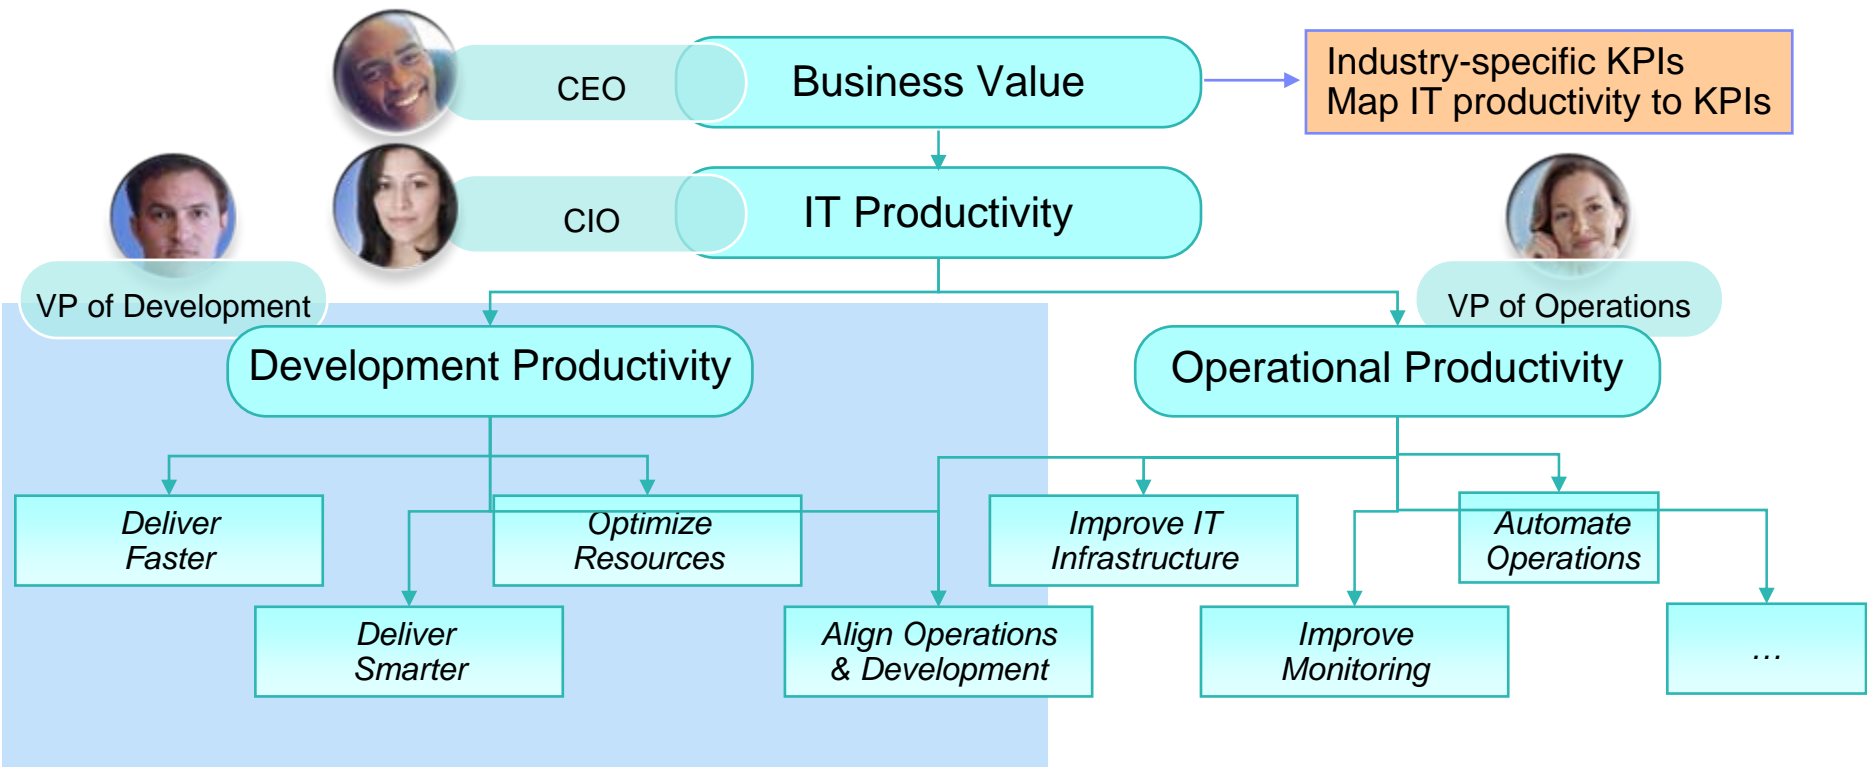 CEO
Business Value
Industry-specific KPIs
Map IT productivity to KPIs
CIO
IT Productivity
VP of Development
VP of Operations
Development Productivity
Operational Productivity
Deliver
Faster
Optimize
Resources
Improve IT
Infrastructure
Automate
Operations
Deliver
Smarter
Align Operations
& Development
Improve
Monitoring
...